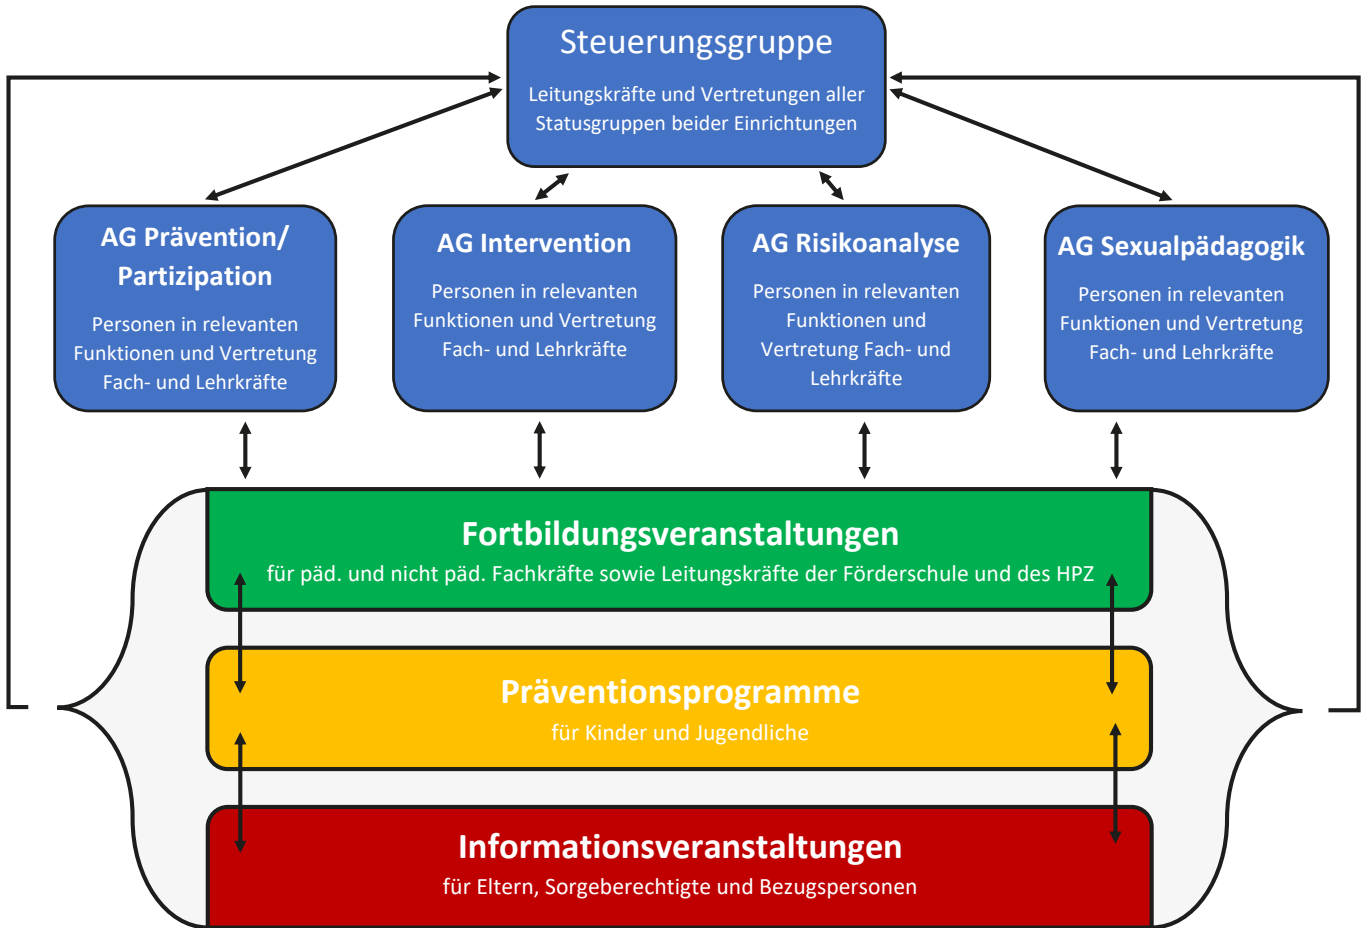 Steuerungsgruppe
Leitungskräfte und Vertretungen aller
Statusgruppen beider Einrichtungen
AG Prävention/
Partizipation
Personen in relevanten
Funktionen und Vertretung
Fach- und Lehrkräfte
AG Intervention
Personen in relevanten
Funktionen und Vertretung
Fach- und Lehrkräfte
AG Risikoanalyse
Personen in relevanten
Funktionen und
Vertretung Fach- und
Lehrkräfte
AG Sexualpädagogik
Personen in relevanten
Funktionen und Vertretung
Fach- und Lehrkräfte
Fortbildungsveranstaltungen
für päd. und nicht päd. Fachkräfte sowie Leitungskräfte der Förderschule und des HPZ
Präventionsprogramme
für Kinder und Jugendliche
Informationsveranstaltungen
für Eltern, Sorgeberechtigte und Bezugspersonen